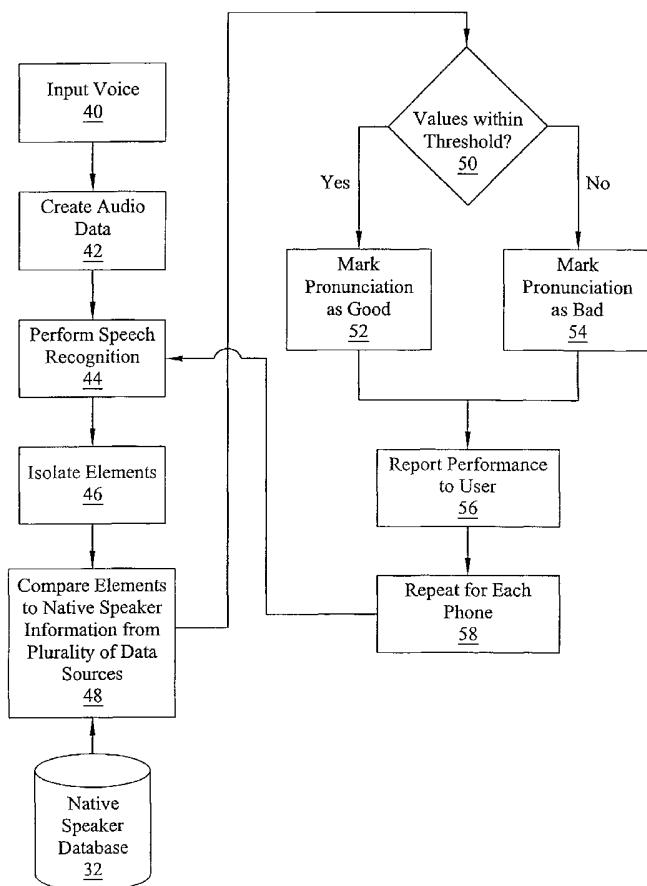 Input Voice
40
Create Audio
Data
42
Perform Speech
Recognition
44
Isolate Elements
46
Compare Elements
to Native Speaker
Information from
Plurality of Data
Sources
48
Native
Speaker
Database
32
Values within
Threshold?
50
Yes
No
Mark
Pronunciation
as Good
52
Mark
Pronunciation
as Bad
54
Report Performance
to User
56
Repeat for Each
Phone
58